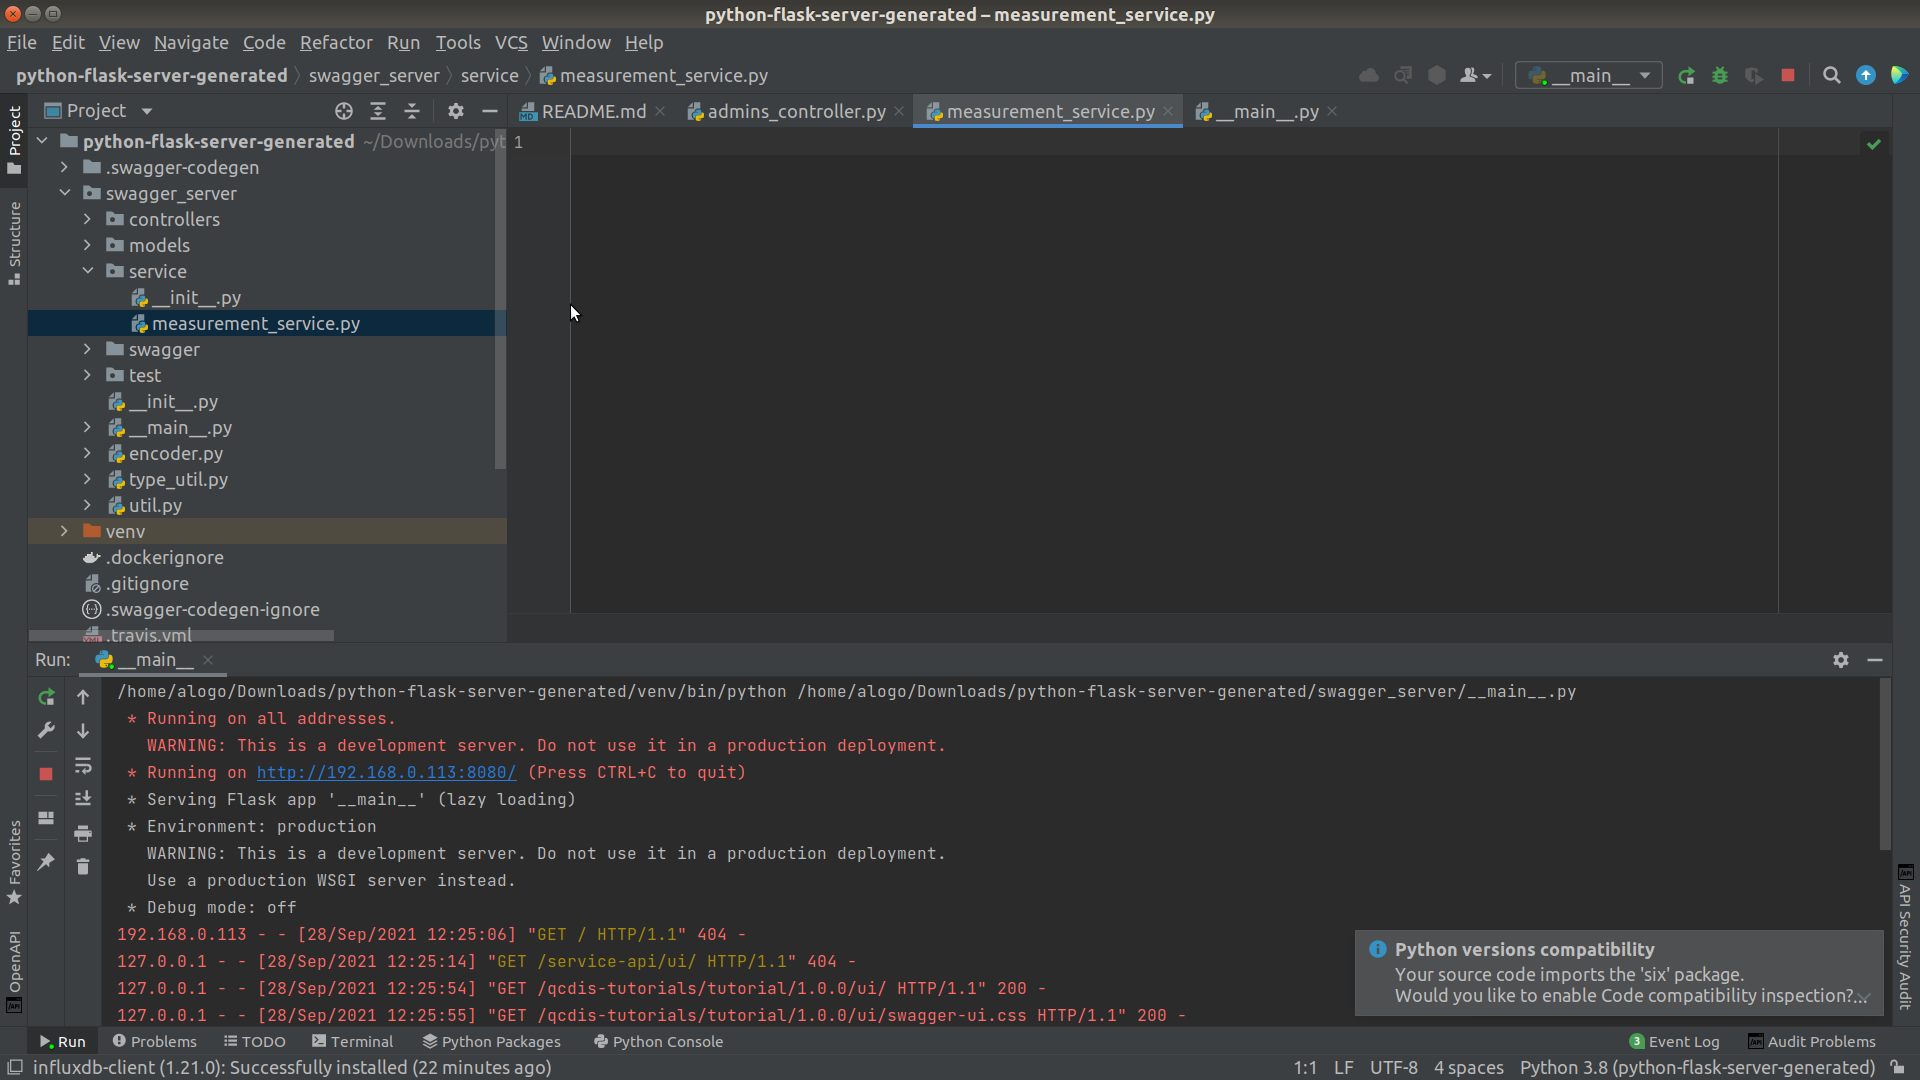 python-flask-server-generated – measurement_service.py
File Edit View Navigate Code Refactor Run Tools VCS Window Help
python-flask-server-generated swagger_server service measurement_service.py
__main__
Project
README.md admins_controller.py measurement_service.py __main__.py
Project
Structure
Favorites
OpenAPI
python-flask-server-generated ~/Downloads/pyt
.swagger-codegen
swagger_server
controllers
models
service
__init__.py
measurement_service.py
swagger
test
__init__.py
__main__.py
encoder.py
type_util.py
util.py
venv
.dockerignore
.gitignore
.swagger-codegen-ignore
.travis.yml
1
Run: __main__
/home/alogo/Downloads/python-flask-server-generated/venv/bin/python /home/alogo/Downloads/python-flask-server-generated/swagger_server/__main__.py
* Running on all addresses.
WARNING: This is a development server. Do not use it in a production deployment.
* Running on http://192.168.0.113:8080/ (Press CTRL+C to quit)
* Serving Flask app '__main__' (lazy loading)
* Environment: production
WARNING: This is a development server. Do not use it in a production deployment.
Use a production WSGI server instead.
* Debug mode: off
192.168.0.113 - - [28/Sep/2021 12:25:06] "GET / HTTP/1.1" 404 -
127.0.0.1 - - [28/Sep/2021 12:25:14] "GET /service-api/ui/ HTTP/1.1" 404 -
127.0.0.1 - - [28/Sep/2021 12:25:54] "GET /qcdis-tutorials/tutorial/1.0.0/ui/ HTTP/1.1" 200 -
127.0.0.1 - - [28/Sep/2021 12:25:55] "GET /qcdis-tutorials/tutorial/1.0.0/ui/swagger-ui.css HTTP/1.1" 200 -
Python versions compatibility
Your source code imports the 'six' package.
Would you like to enable Code compatibility inspection?...
API Security Audit
Run Problems TODO Terminal Python Packages Python Console 3 Event Log Audit Problems
influxdb-client (1.21.0): Successfully installed (22 minutes ago) 1:1 LF UTF-8 4 spaces Python 3.8 (python-flask-server-generated)